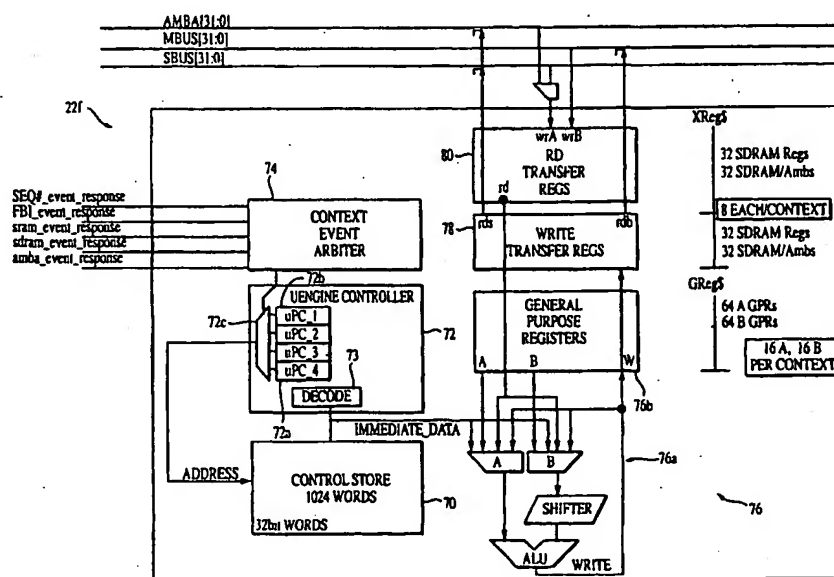 AMBA[31:0]
MBUS[31:0]
SBUS[31:0]
22f
XRegS
wrA wrB
80
RD
TRANSFER
REGS
rd
32 SDRAM Regs
32 SDRAM/Ambs
74
SEQ#_event_response
FBI_event_response
sram_event_response
sdram_event_response
amba_event_response
CONTEXT
EVENT
ARBITER
78
rds
rdb
WRITE
TRANSFER REGS
8 EACH/CONTEXT
32 SDRAM Regs
32 SDRAM/Ambs
GRegS
72b
UENGINE CONTROLLER
72c
uPC_1
uPC_2
uPC_3
uPC_4
72
73
DECODE
72a
GENERAL
PURPOSE
REGISTERS
A
B
W
64 A GPRs
64 B GPRs
16 A, 16 B
PER CONTEXT
76b
IMMEDIATE_DATA
ADDRESS
CONTROL STORE
1024 WORDS
32bit WORDS
70
A
B
76a
SHIFTER
76
ALU
WRITE